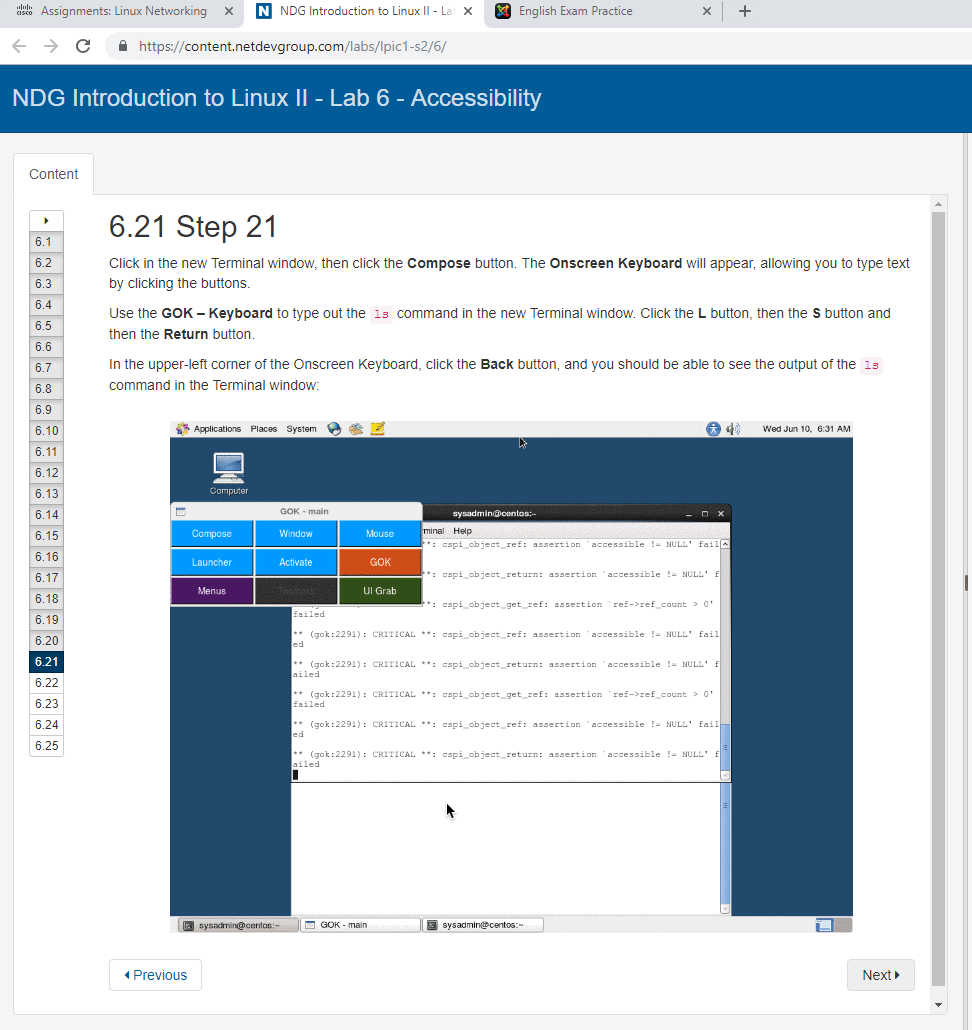 Assignments: Linux Networking
NDG Introduction to Linux II - La
English Exam Practice
https://content.netdevgroup.com/labs/lpic1-s2/6/
NDG Introduction to Linux II - Lab 6 - Accessibility
Content
6.1
6.2
6.3
6.4
6.5
6.6
6.7
6.8
6.9
6.10
6.11
6.12
6.13
6.14
6.15
6.16
6.17
6.18
6.19
6.20
6.21
6.22
6.23
6.24
6.25
6.21 Step 21
Click in the new Terminal window, then click the Compose button. The Onscreen Keyboard will appear, allowing you to type text
by clicking the buttons.
Use the GOK – Keyboard to type out the ls command in the new Terminal window. Click the L button, then the S button and
then the Return button.
In the upper-left corner of the Onscreen Keyboard, click the Back button, and you should be able to see the output of the ls
command in the Terminal window:
Applications Places System
Wed Jun 10, 6:31 AM
Computer
GOK - main
Compose Window Mouse
Launcher Activate GOK
Menus Toolbars UI Grab
sysadmin@centos:~
minal Help
**: cspi_object_ref: assertion `accessible != NULL' fail
**: cspi_object_return: assertion `accessible != NULL' f
**: cspi_object_get_ref: assertion `ref->ref_count > 0'
failed
** (gok:2291): CRITICAL **: cspi_object_ref: assertion `accessible != NULL' fail
ed
** (gok:2291): CRITICAL **: cspi_object_return: assertion `accessible != NULL' f
ailed
** (gok:2291): CRITICAL **: cspi_object_get_ref: assertion `ref->ref_count > 0'
failed
** (gok:2291): CRITICAL **: cspi_object_ref: assertion `accessible != NULL' fail
ed
** (gok:2291): CRITICAL **: cspi_object_return: assertion `accessible != NULL' f
ailed
sysadmin@centos:~
GOK - main
sysadmin@centos:~
Previous
Next